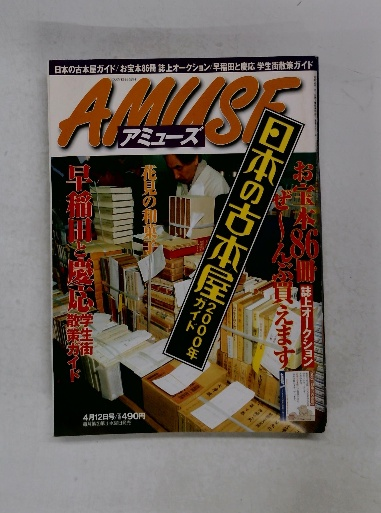 日本の古本屋ガイド/お宝本86冊 誌上オークション/早稲田と慶応 学生街散策ガイド
AMUSE
アミューズ
日本の古本屋
2000年
ガイド
お宝本86冊
誌上オークション
ぜ〜んぶ買えます
花見の和菓子
早稲田と慶応
学生街
散策ガイド
4月12日号/490円